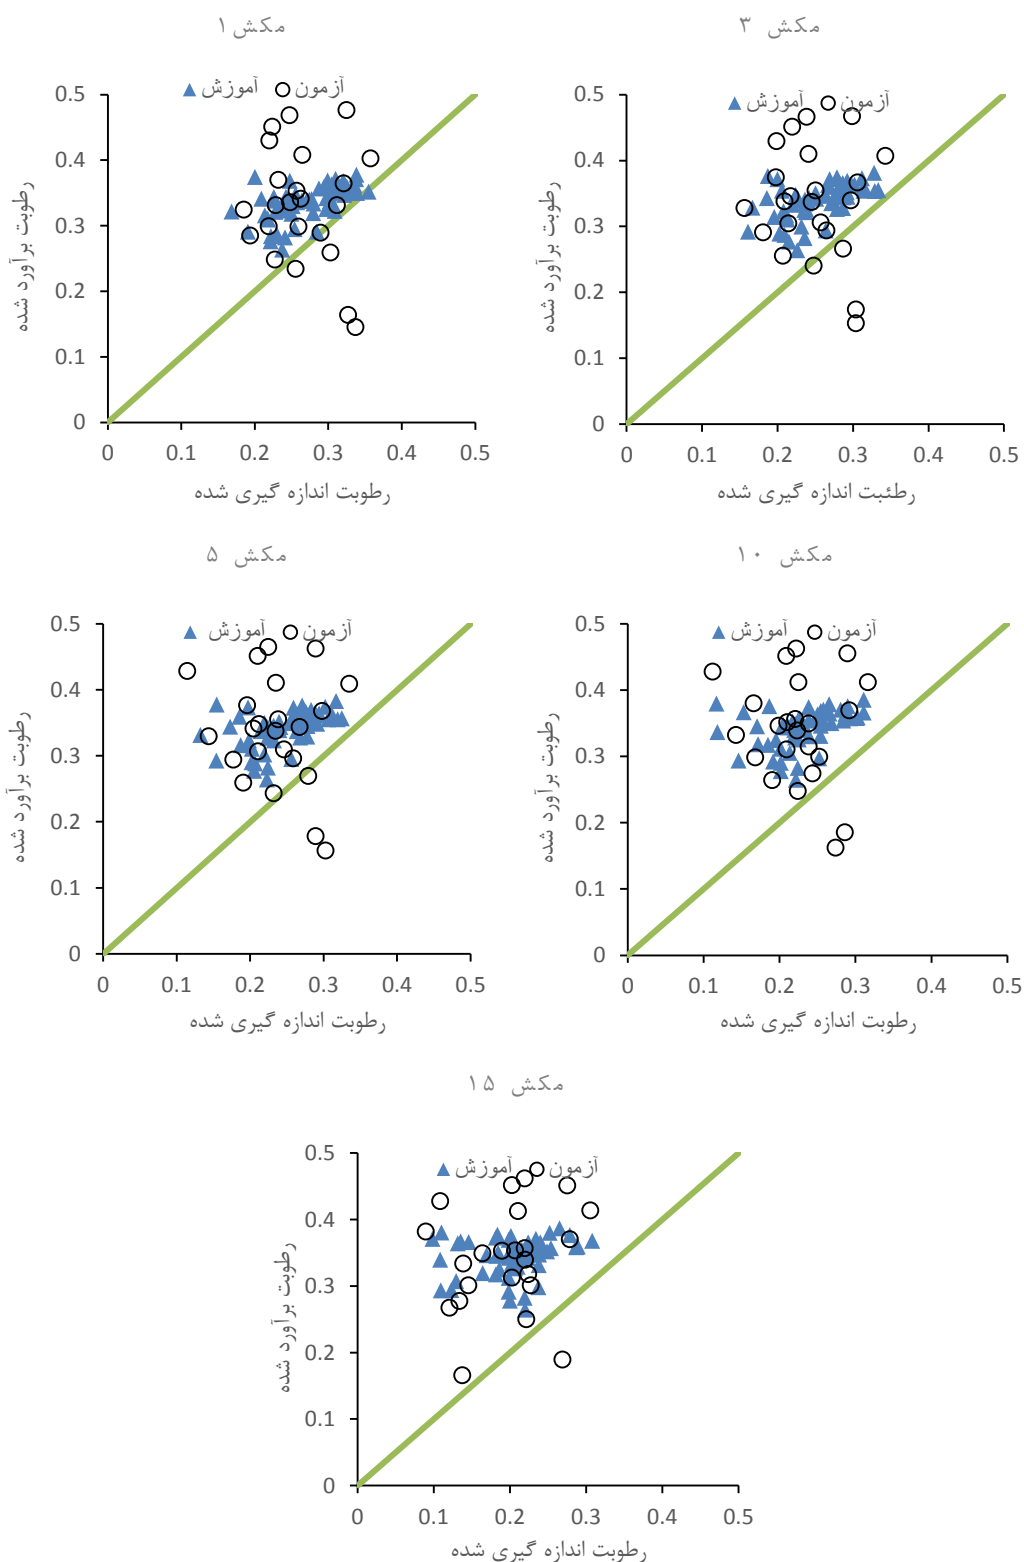 مکش ۱
آموزش آزمون
0.5
0.4
0.3
0.2
0.1
0
رطوبت برآورد شده
0 0.1 0.2 0.3 0.4 0.5
رطوبت اندازه گیری شده
مکش ۳
آموزش آزمون
0.5
0.4
0.3
0.2
0.1
0
رطوبت برآورد شده
0 0.1 0.2 0.3 0.4 0.5
رطئبت اندازه گیری شده
مکش ۵
آموزش آزمون
0.5
0.4
0.3
0.2
0.1
0
رطوبت برآورد شده
0 0.1 0.2 0.3 0.4 0.5
رطوبت اندازه گیری شده
مکش ۱۰
آموزش آزمون
0.5
0.4
0.3
0.2
0.1
0
رطوبت برآورد شده
0 0.1 0.2 0.3 0.4 0.5
رطوبت اندازه گیری شده
مکش ۱۵
آموزش آزمون
0.5
0.4
0.3
0.2
0.1
0
رطوبت برآورد شده
0 0.1 0.2 0.3 0.4 0.5
رطوبت اندازه گیری شده